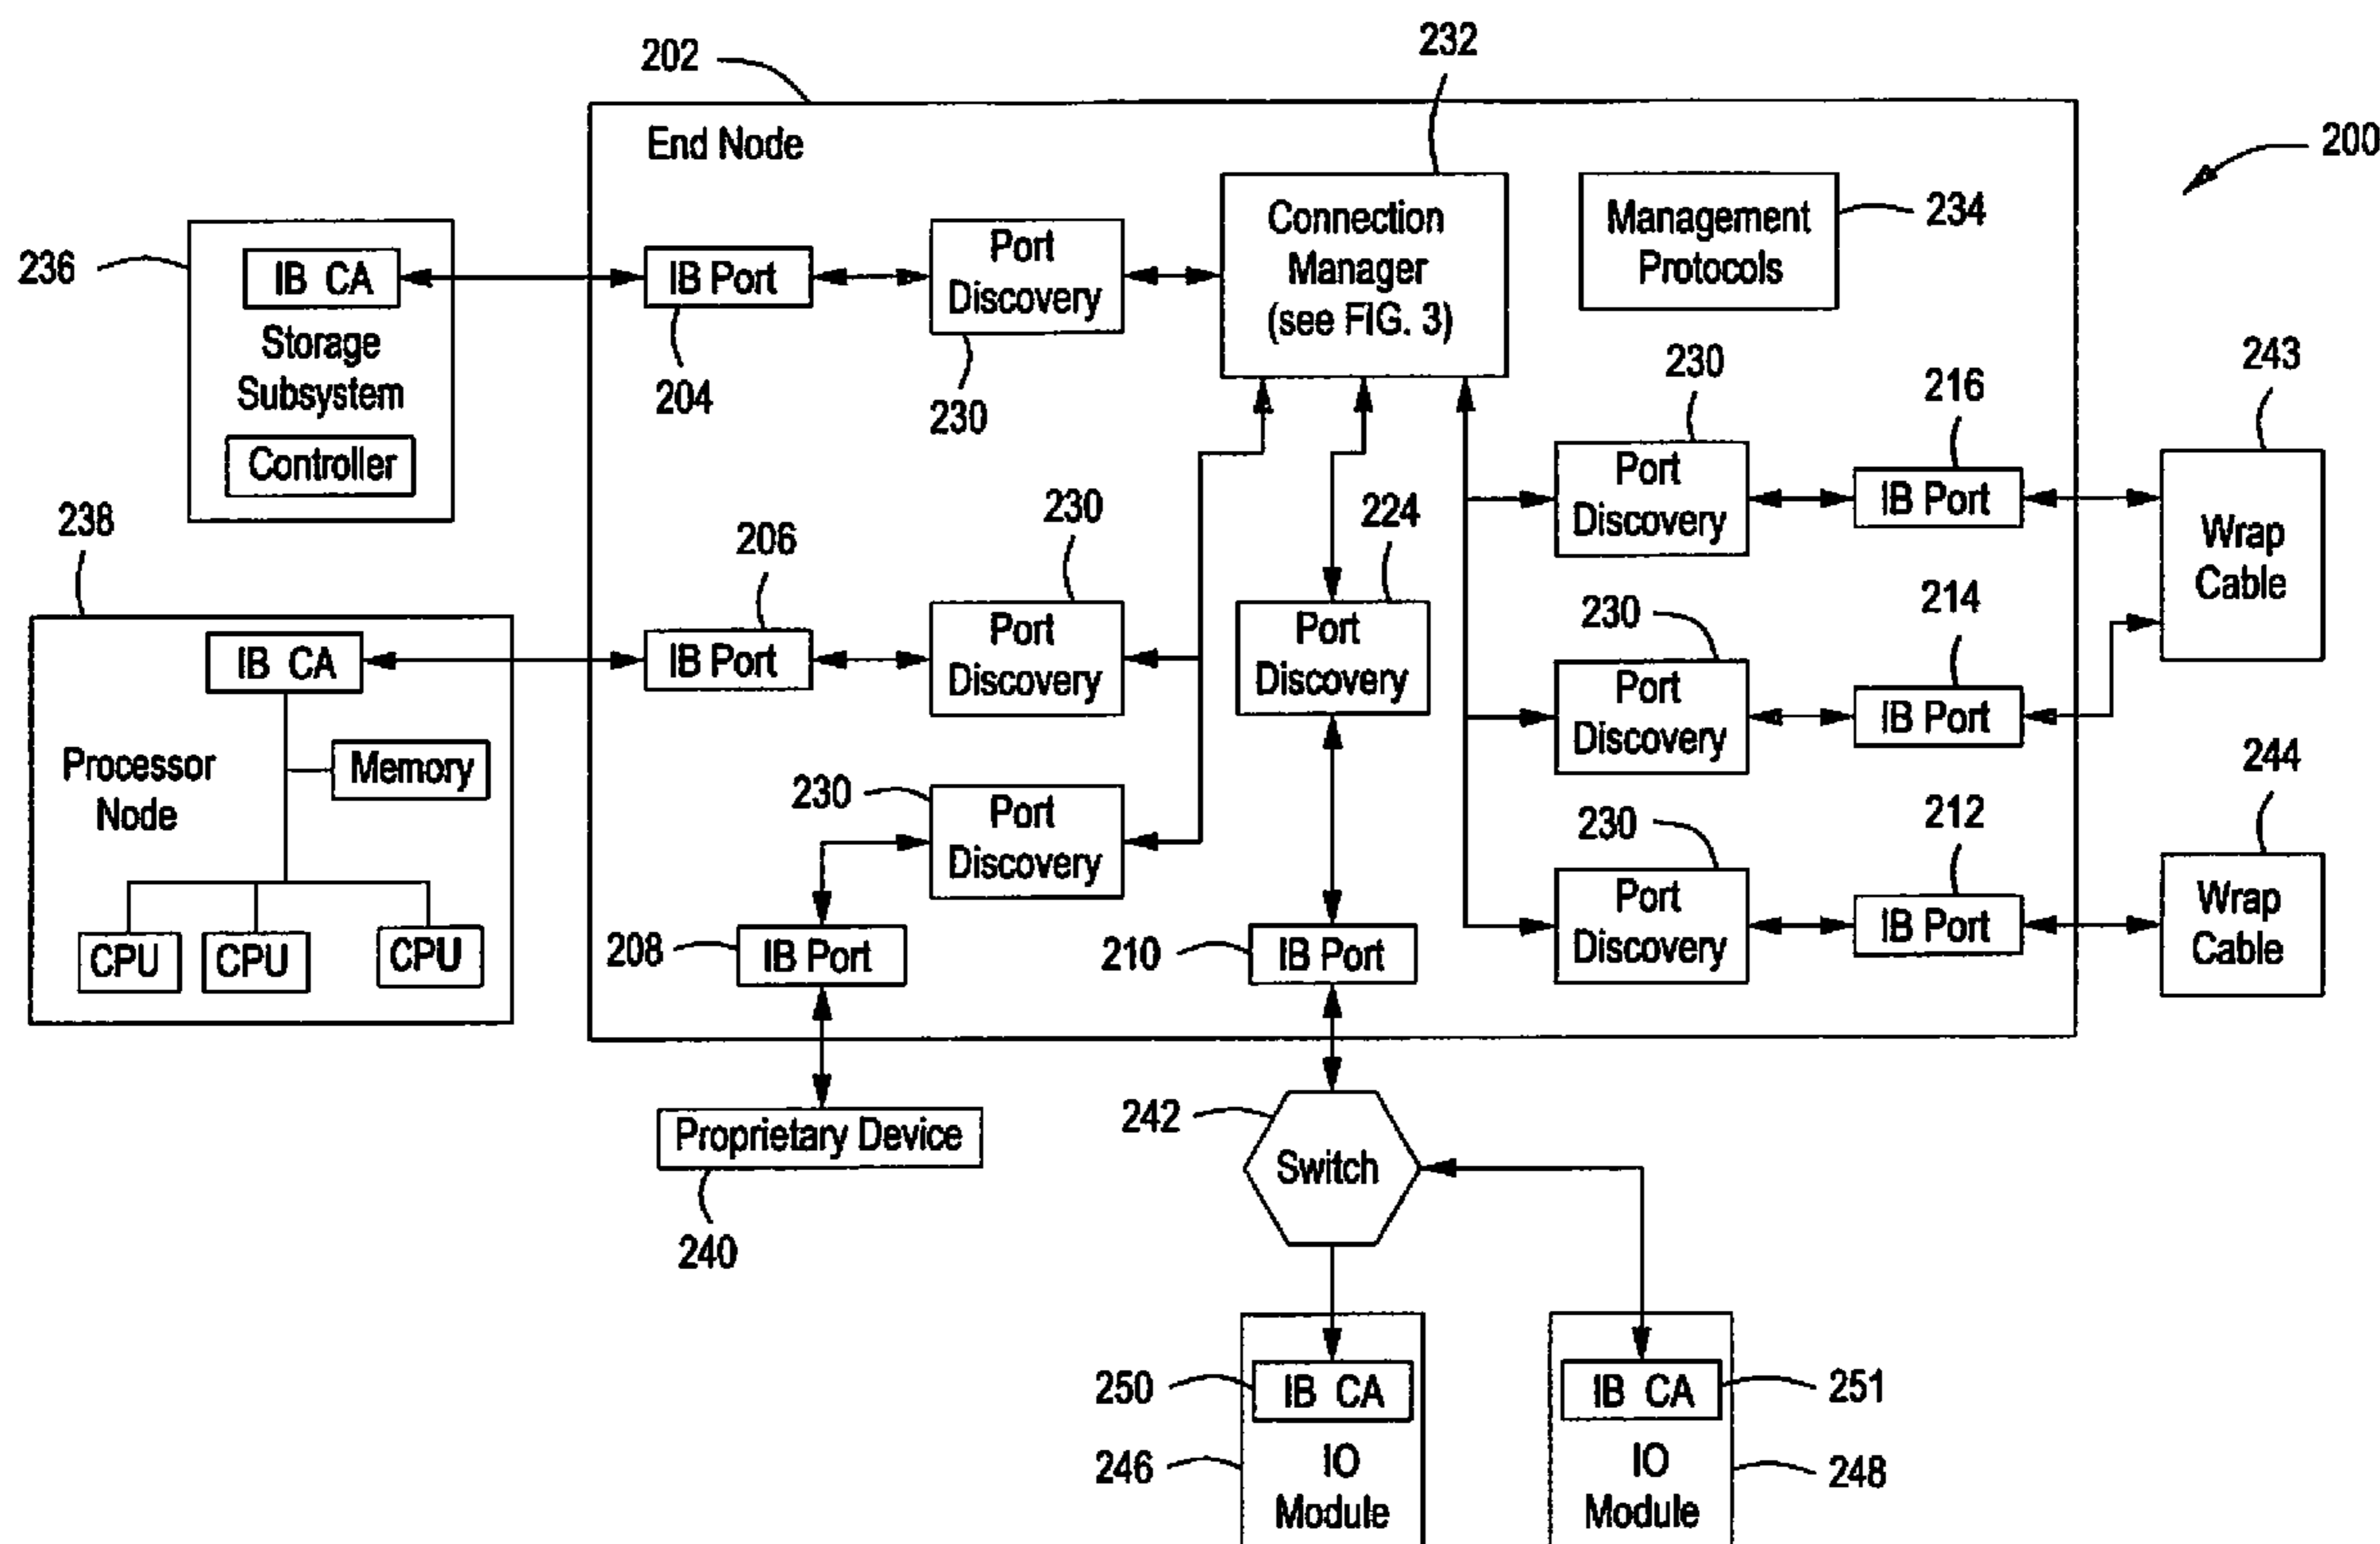 232
202
End Node
200
Connection
Manager
(see FIG. 3)
Management
Protocols
234
236
IB CA
Storage
Subsystem
Controller
IB Port
204
Port
Discovery
230
230
216
243
Port
Discovery
IB Port
Wrap
Cable
238
206
230
224
IB CA
Processor
Node
Memory
CPU
CPU
CPU
IB Port
Port
Discovery
Port
Discovery
230
214
Port
Discovery
IB Port
244
230
Port
Discovery
230
212
Port
Discovery
IB Port
Wrap
Cable
208
IB Port
210
IB Port
Proprietary Device
240
242
Switch
250
IB CA
246
IO
Module
IB CA
251
IO
Module
248